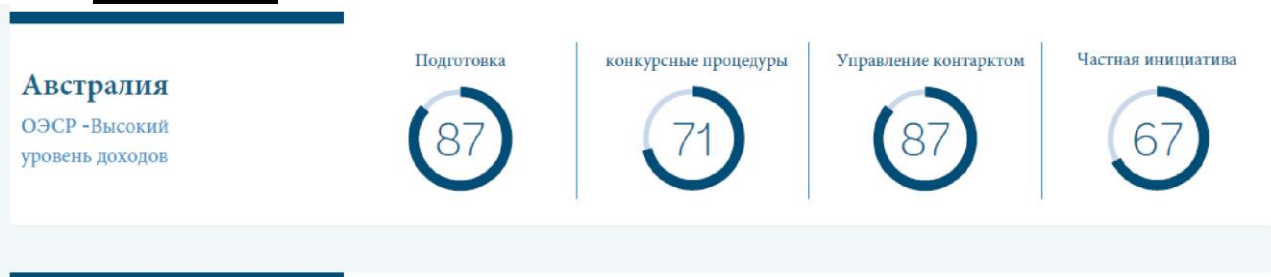 Австралия
ОЭСР -Высокий
уровень доходов
Подготовка
87
конкурсные процедуры
71
Управление контарктом
87
Частная инициатива
67